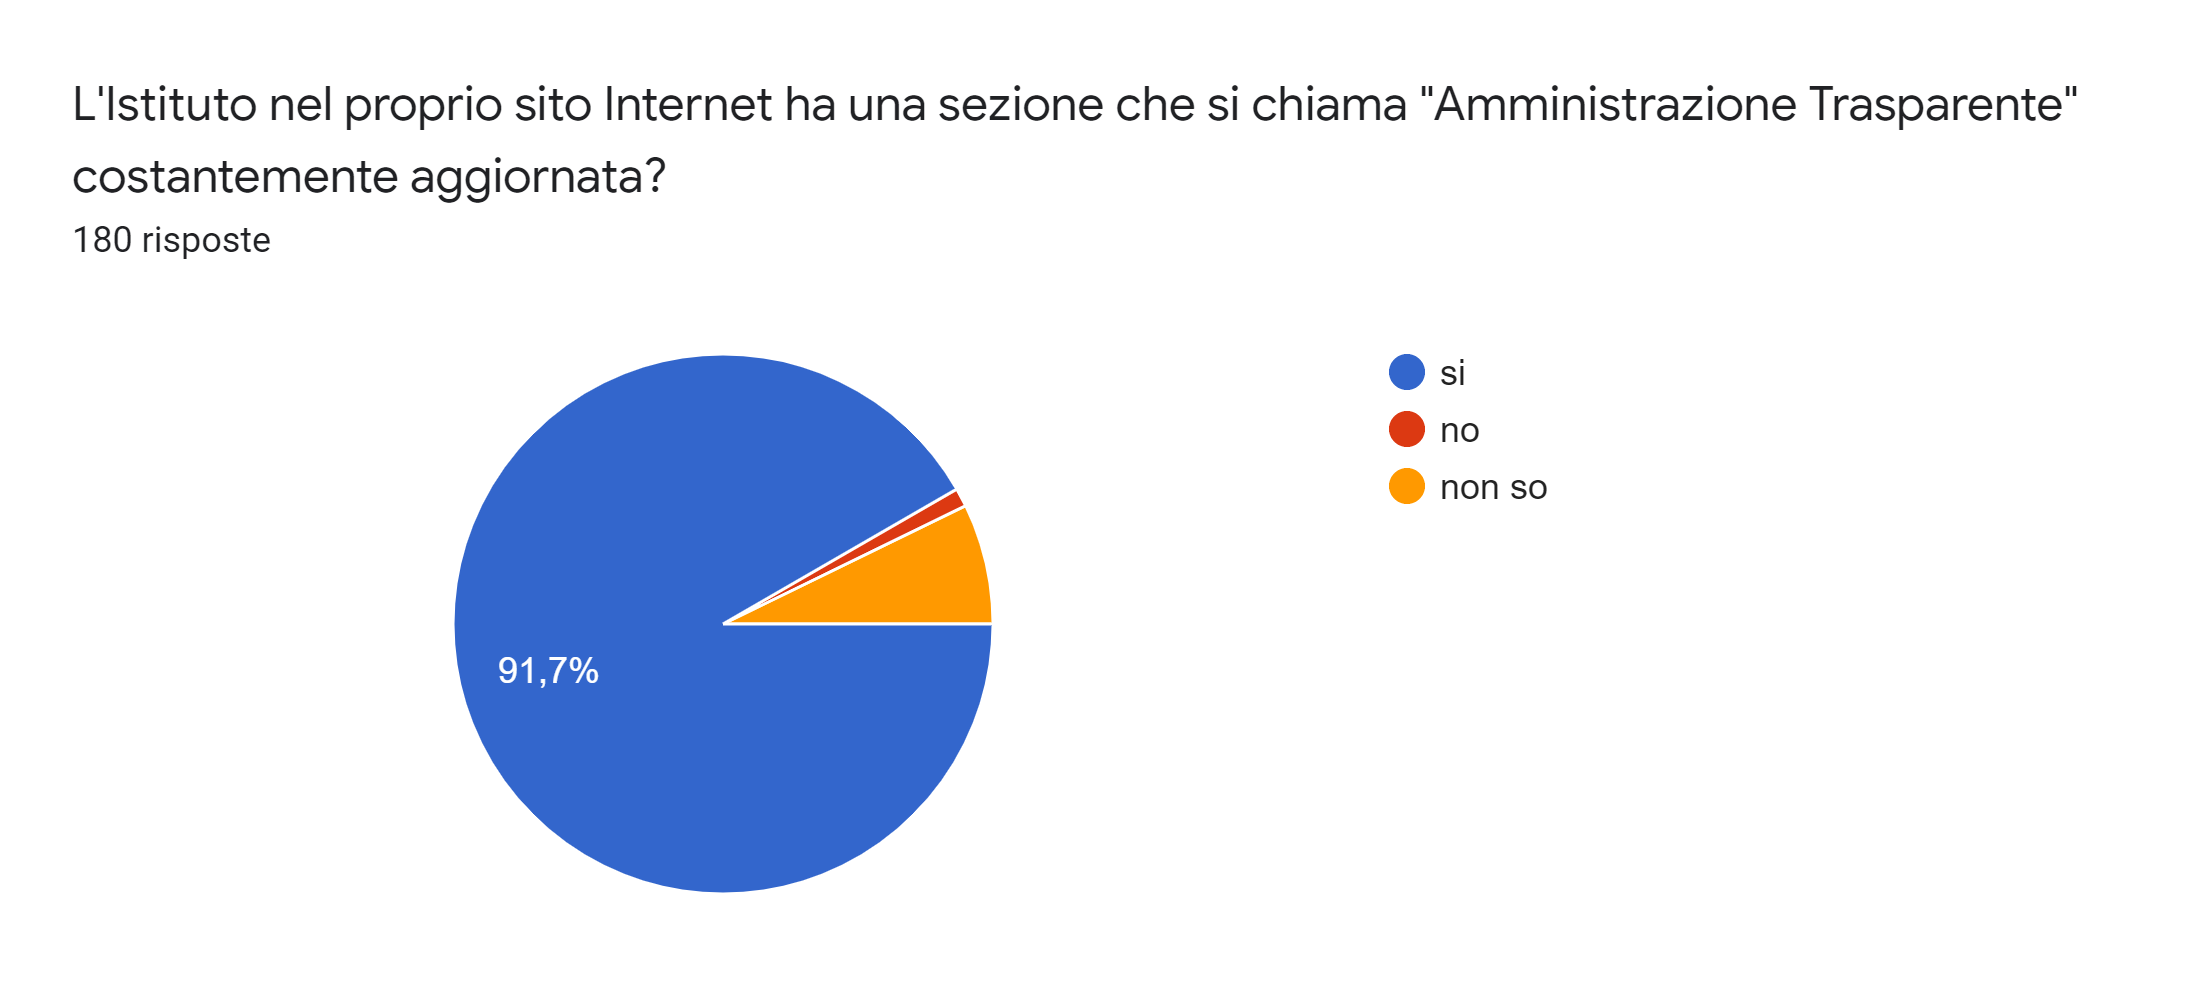 L'Istituto nel proprio sito Internet ha una sezione che si chiama "Amministrazione Trasparente"
costantemente aggiornata?
180 risposte
si
no
non so
91,7%